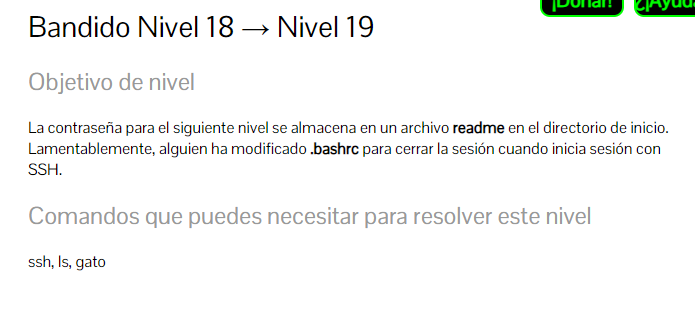 ¡Donar!
¿¡Ayuda
Bandido Nivel 18 → Nivel 19
Objetivo de nivel
La contraseña para el siguiente nivel se almacena en un archivo readme en el directorio de inicio.
Lamentablemente, alguien ha modificado .bashrc para cerrar la sesión cuando inicia sesión con
SSH.
Comandos que puedes necesitar para resolver este nivel
ssh, ls, gato